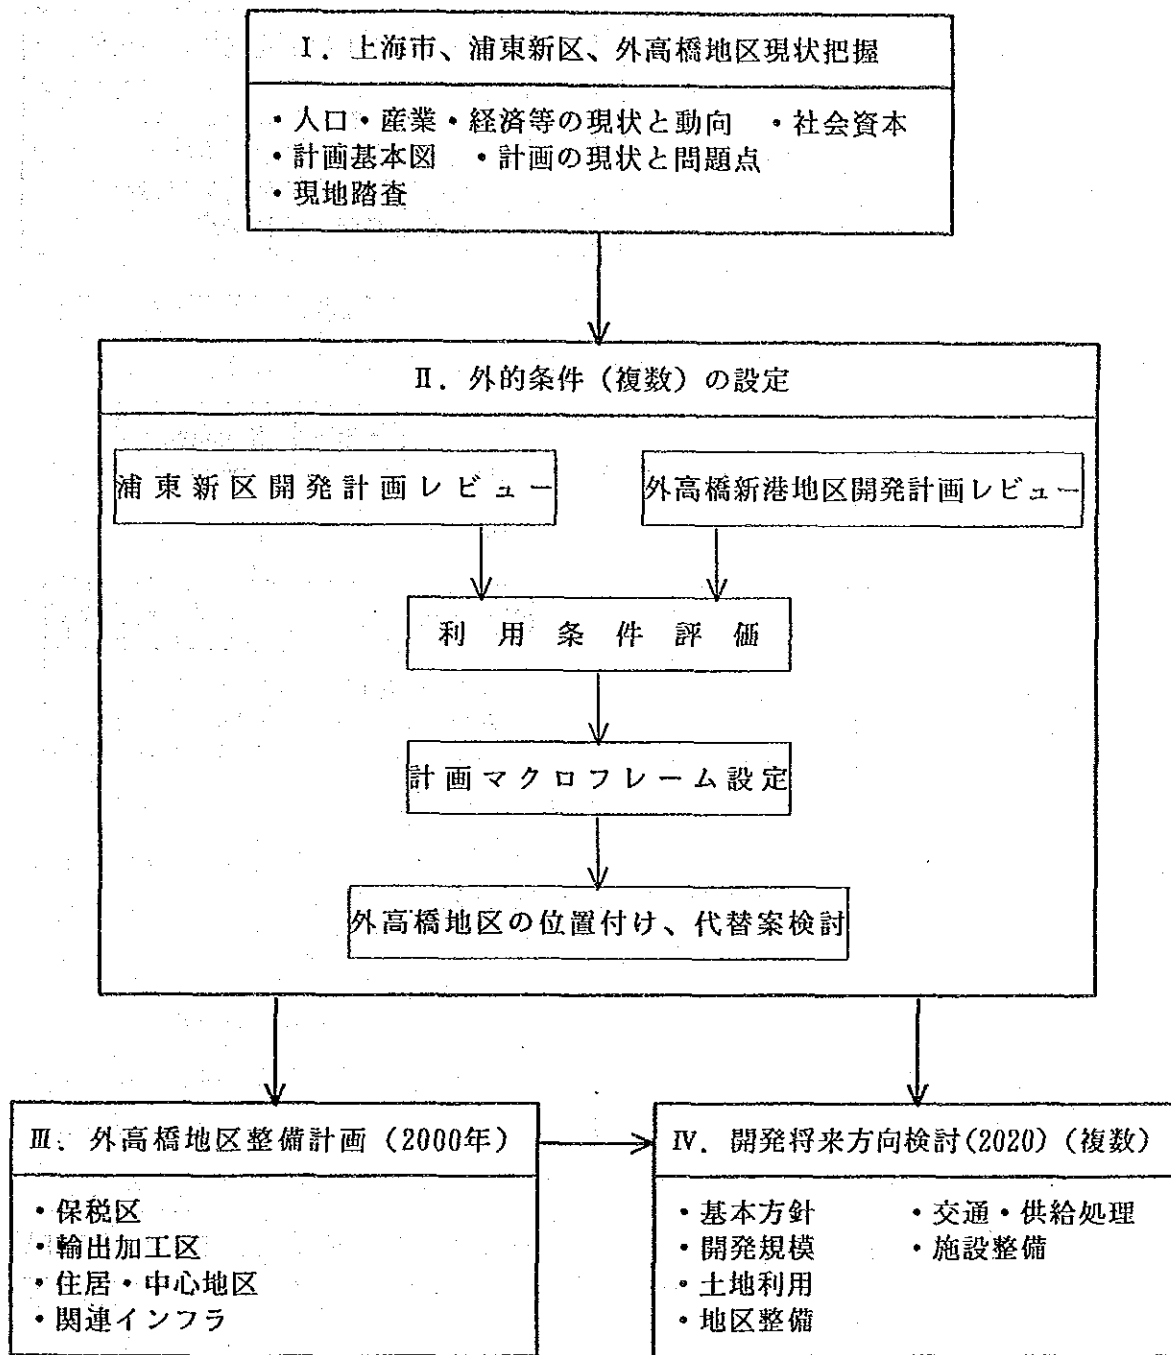 Ⅰ．上海市、浦東新区、外高橋地区現状把握
・人口・産業・経済等の現状と動向　・社会資本
・計画基本図　・計画の現状と問題点
・現地踏査
Ⅱ．外的条件（複数）の設定
浦東新区開発計画レビュー
外高橋新港地区開発計画レビュー
利用条件評価
計画マクロフレーム設定
外高橋地区の位置付け、代替案検討
Ⅲ．外高橋地区整備計画（2000年）
・保税区
・輸出加工区
・住居・中心地区
・関連インフラ
Ⅳ．開発将来方向検討(2020)（複数）
・基本方針　・交通・供給処理
・開発規模　・施設整備
・土地利用
・地区整備